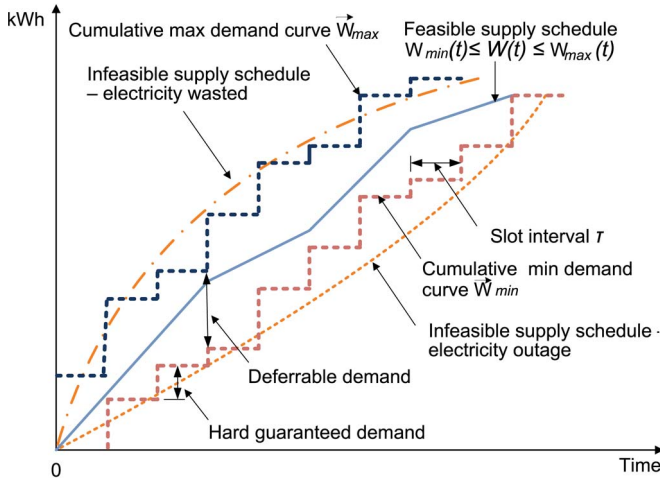 kWh
Cumulative max demand curve W⃗max
Feasible supply schedule
Wmin(t) ≤ W(t) ≤ Wmax(t)
Infeasible supply schedule
– electricity wasted
Slot interval τ
Cumulative min demand
curve W⃗min
Infeasible supply schedule -
electricity outage
Deferrable demand
Hard guaranteed demand
0
Time